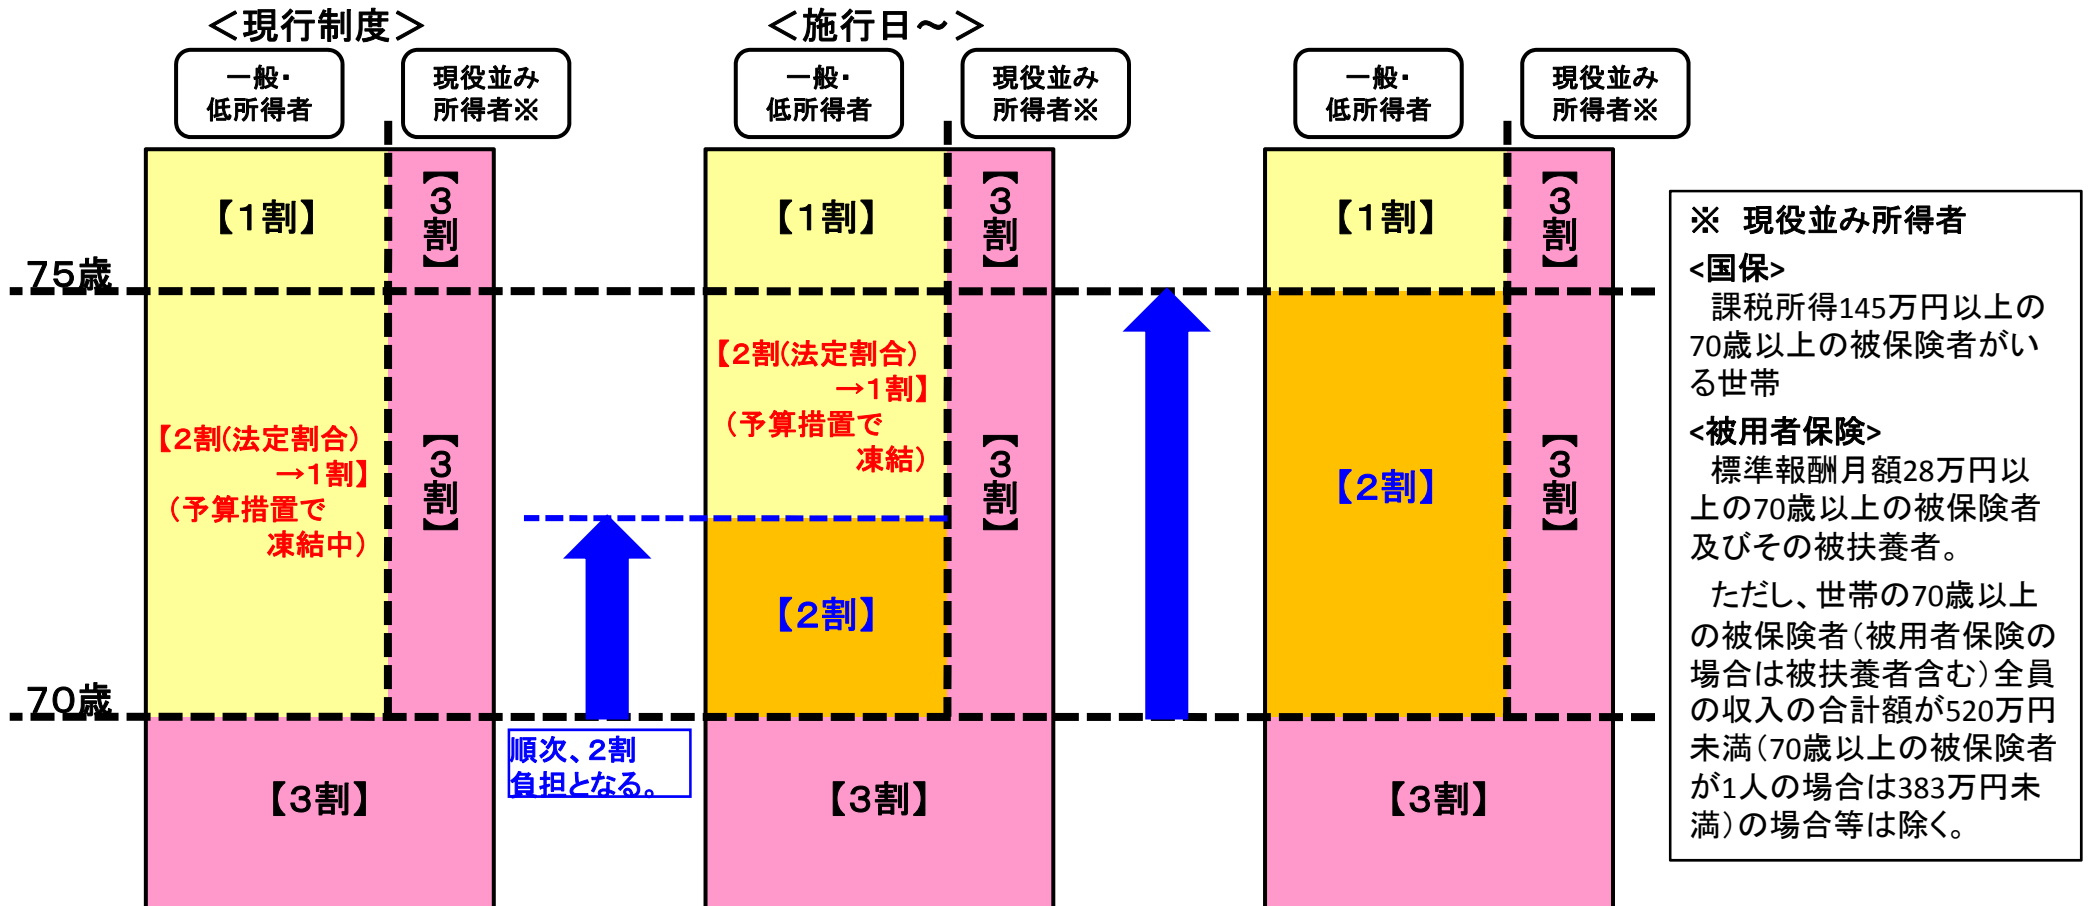 ＜現行制度＞
一般・
低所得者
現役並み
所得者※
【1割】
【3割】
75歳
【2割(法定割合)
→1割】
(予算措置で
凍結中)
【3割】
70歳
【3割】
順次、2割
負担となる。
＜施行日～＞
一般・
低所得者
現役並み
所得者※
【1割】
【3割】
【2割(法定割合)
→1割】
(予算措置で
凍結)
【3割】
【2割】
【3割】
一般・
低所得者
現役並み
所得者※
【1割】
【3割】
【2割】
【3割】
【3割】
※　現役並み所得者
<国保>
課税所得145万円以上の
70歳以上の被保険者がい
る世帯
<被用者保険>
標準報酬月額28万円以
上の70歳以上の被保険者
及びその被扶養者。
ただし、世帯の70歳以上
の被保険者(被用者保険の
場合は被扶養者含む)全員
の収入の合計額が520万円
未満(70歳以上の被保険者
が1人の場合は383万円未
満)の場合等は除く。